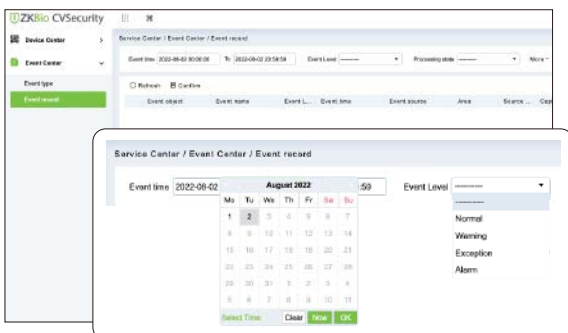 ZKBio CVSecurity
Device Center
Service Center / Event Center / Event record
Event Center
Event time 2022-08-02 00:00:00 To 2022-08-02 23:59:59 Event Level --------- Processing state --------- More
Event type
Refresh Confirm
Event record
Event object Event name Event L... Event time Event source Area Source ... Cap
Service Center / Event Center / Event record
Event time 2022-08-02 :59 Event Level ---------
August 2022
Mo Tu We Th Fr Sa Su
1 2 3 4 5 6 7
8 9 10 11 12 13 14
15 16 17 18 19 20 21
22 23 24 25 26 27 28
29 30 31 1 2 3 4
5 6 7 8 9 10 11
Select Time Clear Now OK
---------
Normal
Warning
Exception
Alarm